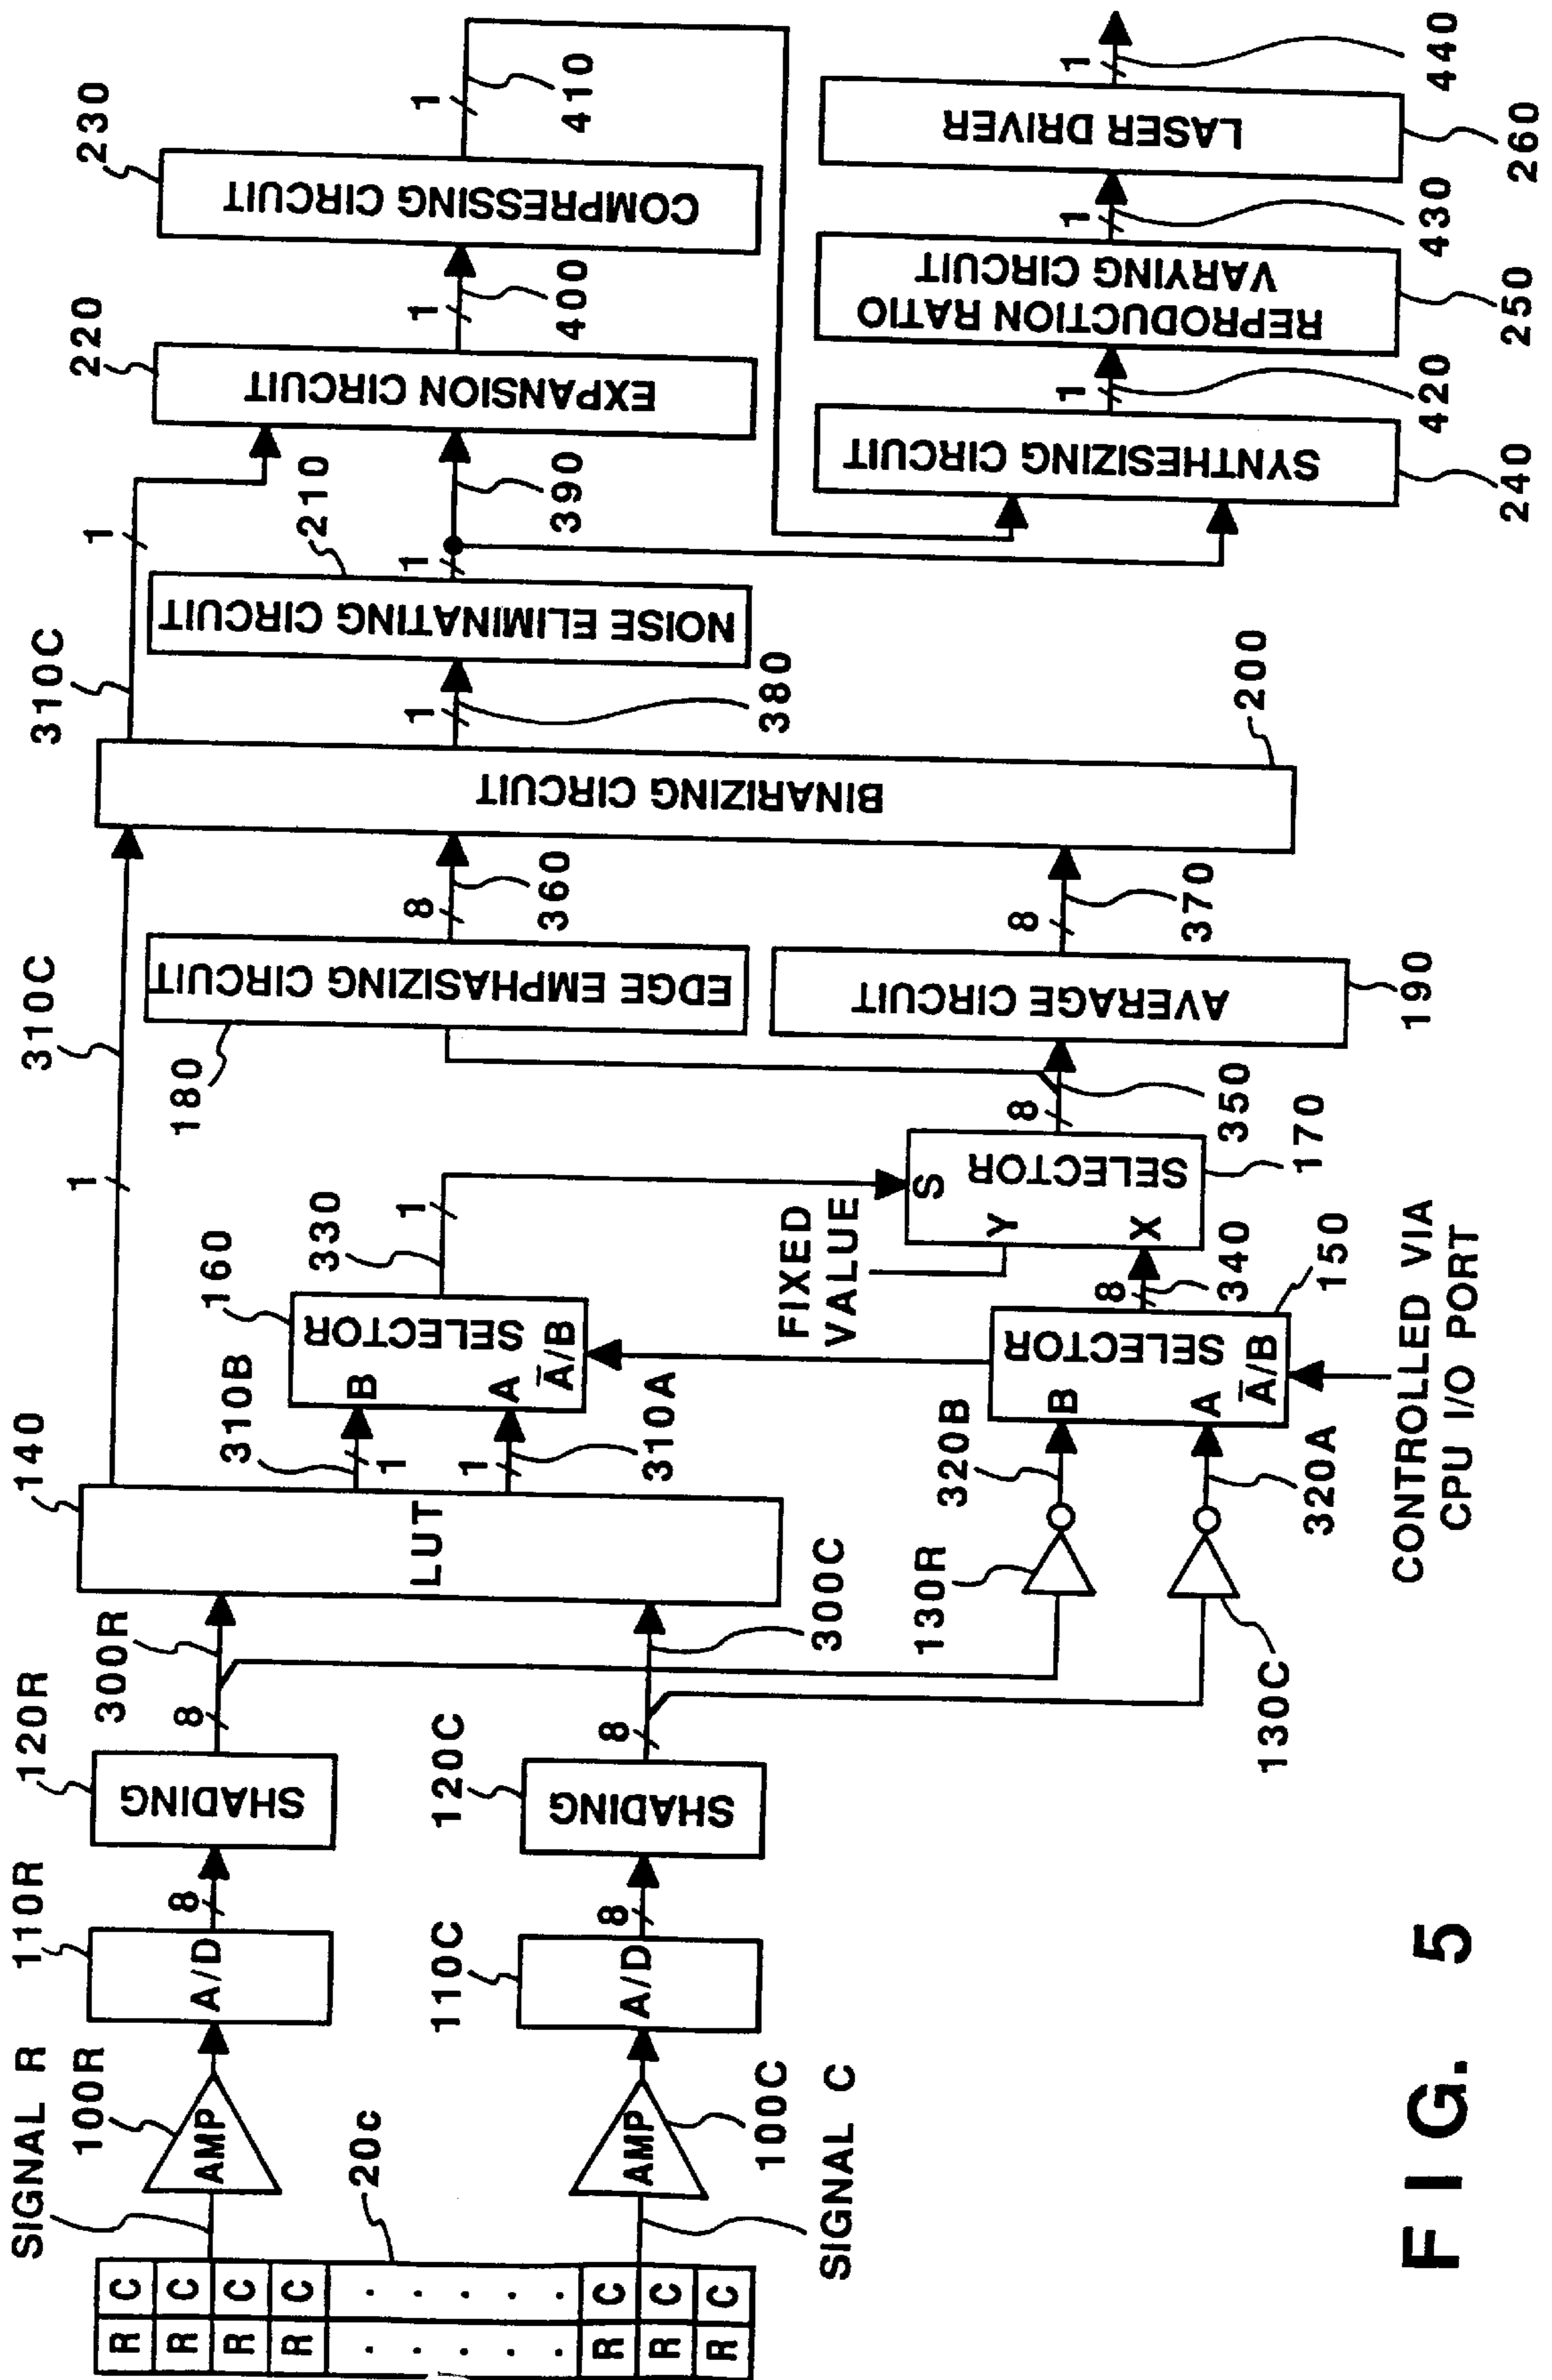 R C
R C
R C
R C
. .
. .
. .
. .
. .
R C
R C
R C
20c
SIGNAL R
100R
AMP
110R
A/D
8
120R
SHADING
8
300R
SIGNAL C
100C
AMP
110C
A/D
8
120C
SHADING
8
300C
140
LUT
130R
130C
320B
320A
310B
1
1
310A
160
B
A
SELECTOR
A̅/B
330
1
B
A
SELECTOR
A̅/B
150
CONTROLLED VIA
CPU I/O PORT
8
340
FIXED
VALUE
S
Y
X
SELECTOR
170
8
350
1
310C
180
EDGE EMPHASIZING CIRCUIT
8
360
AVERAGE CIRCUIT
190
8
370
BINARIZING CIRCUIT
200
310C
1
1
380
210
NOISE ELIMINATING CIRCUIT
1
390
220
EXPANSION CIRCUIT
1
400
230
COMPRESSING CIRCUIT
1
410
SYNTHESIZING CIRCUIT
240
1
420
REPRODUCTION RATIO
VARYING CIRCUIT
250
1
430
LASER DRIVER
260
1
440
FIG. 5